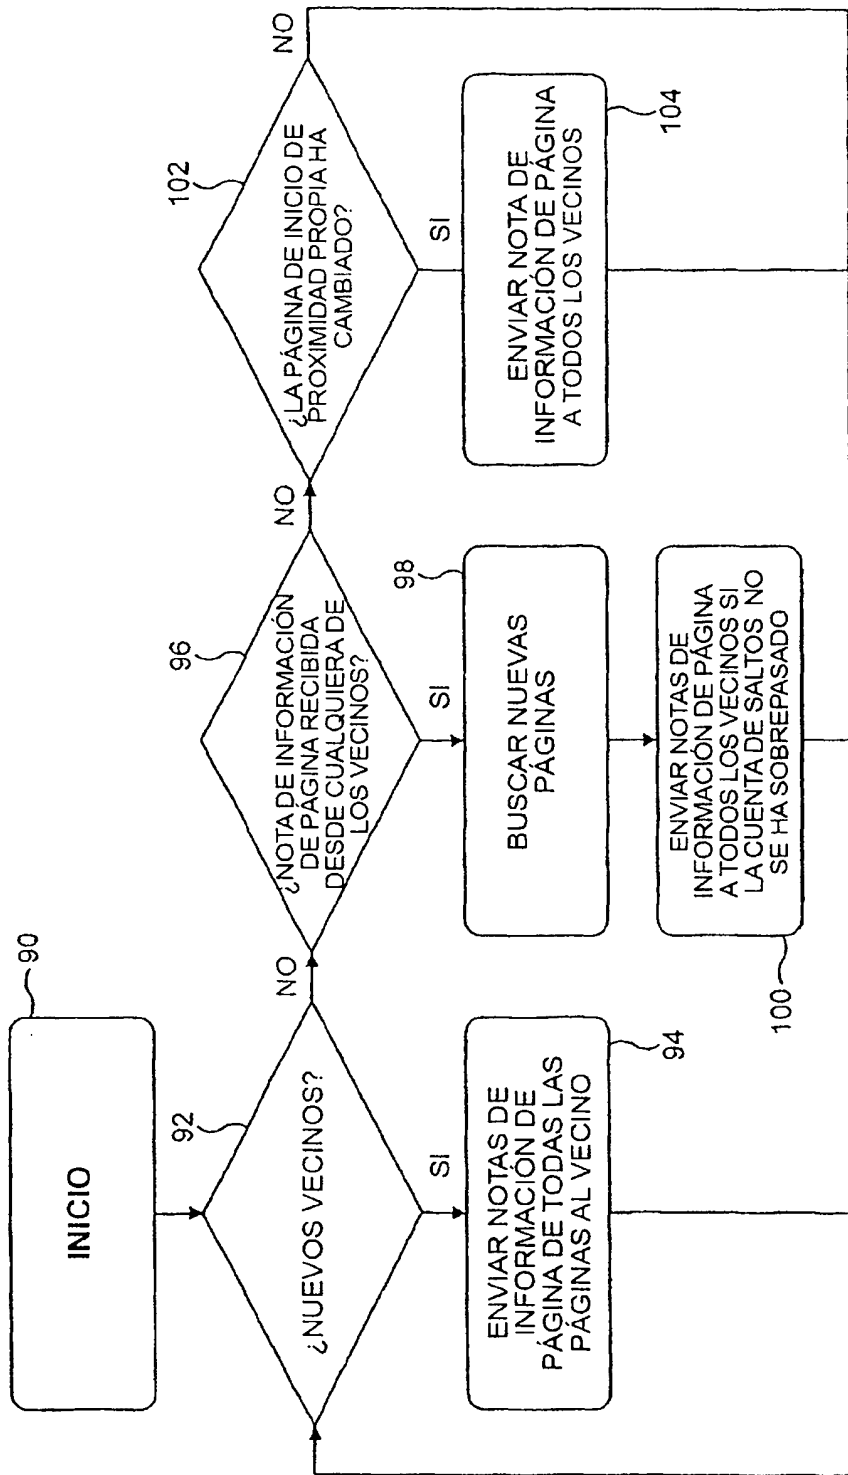 INICIO
90
92
¿NUEVOS VECINOS?
NO
SI
ENVIAR NOTAS DE
INFORMACIÓN DE
PÁGINA DE TODAS LAS
PÁGINAS AL VECINO
94
96
¿NOTA DE INFORMACIÓN
DE PÁGINA RECIBIDA
DESDE CUALQUIERA DE
LOS VECINOS?
NO
SI
98
BUSCAR NUEVAS
PÁGINAS
ENVIAR NOTAS DE
INFORMACIÓN DE PÁGINA
A TODOS LOS VECINOS SI
LA CUENTA DE SALTOS NO
SE HA SOBREPASADO
100
102
¿LA PÁGINA DE INICIO DE
PROXIMIDAD PROPIA HA
CAMBIADO?
NO
SI
ENVIAR NOTA DE
INFORMACIÓN DE PÁGINA
A TODOS LOS VECINOS
104